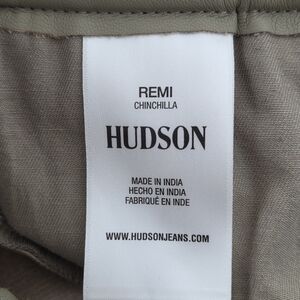 REMI
CHINCHILLA
HUDSON
MADE IN INDIA
HECHO EN INDIA
FABRIQUÉ EN INDE
WWW.HUDSONJEANS.COM